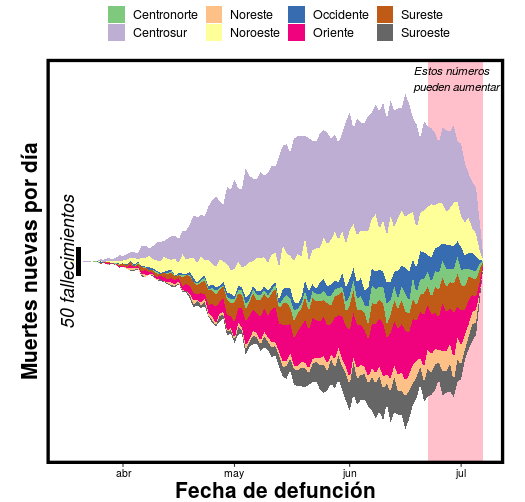 Centronorte Noreste Occidente Sureste
Centrosur Noroeste Oriente Suroeste
Estos números
pueden aumentar
Muertes nuevas por día
50 fallecimientos
abr may jun jul
Fecha de defunción